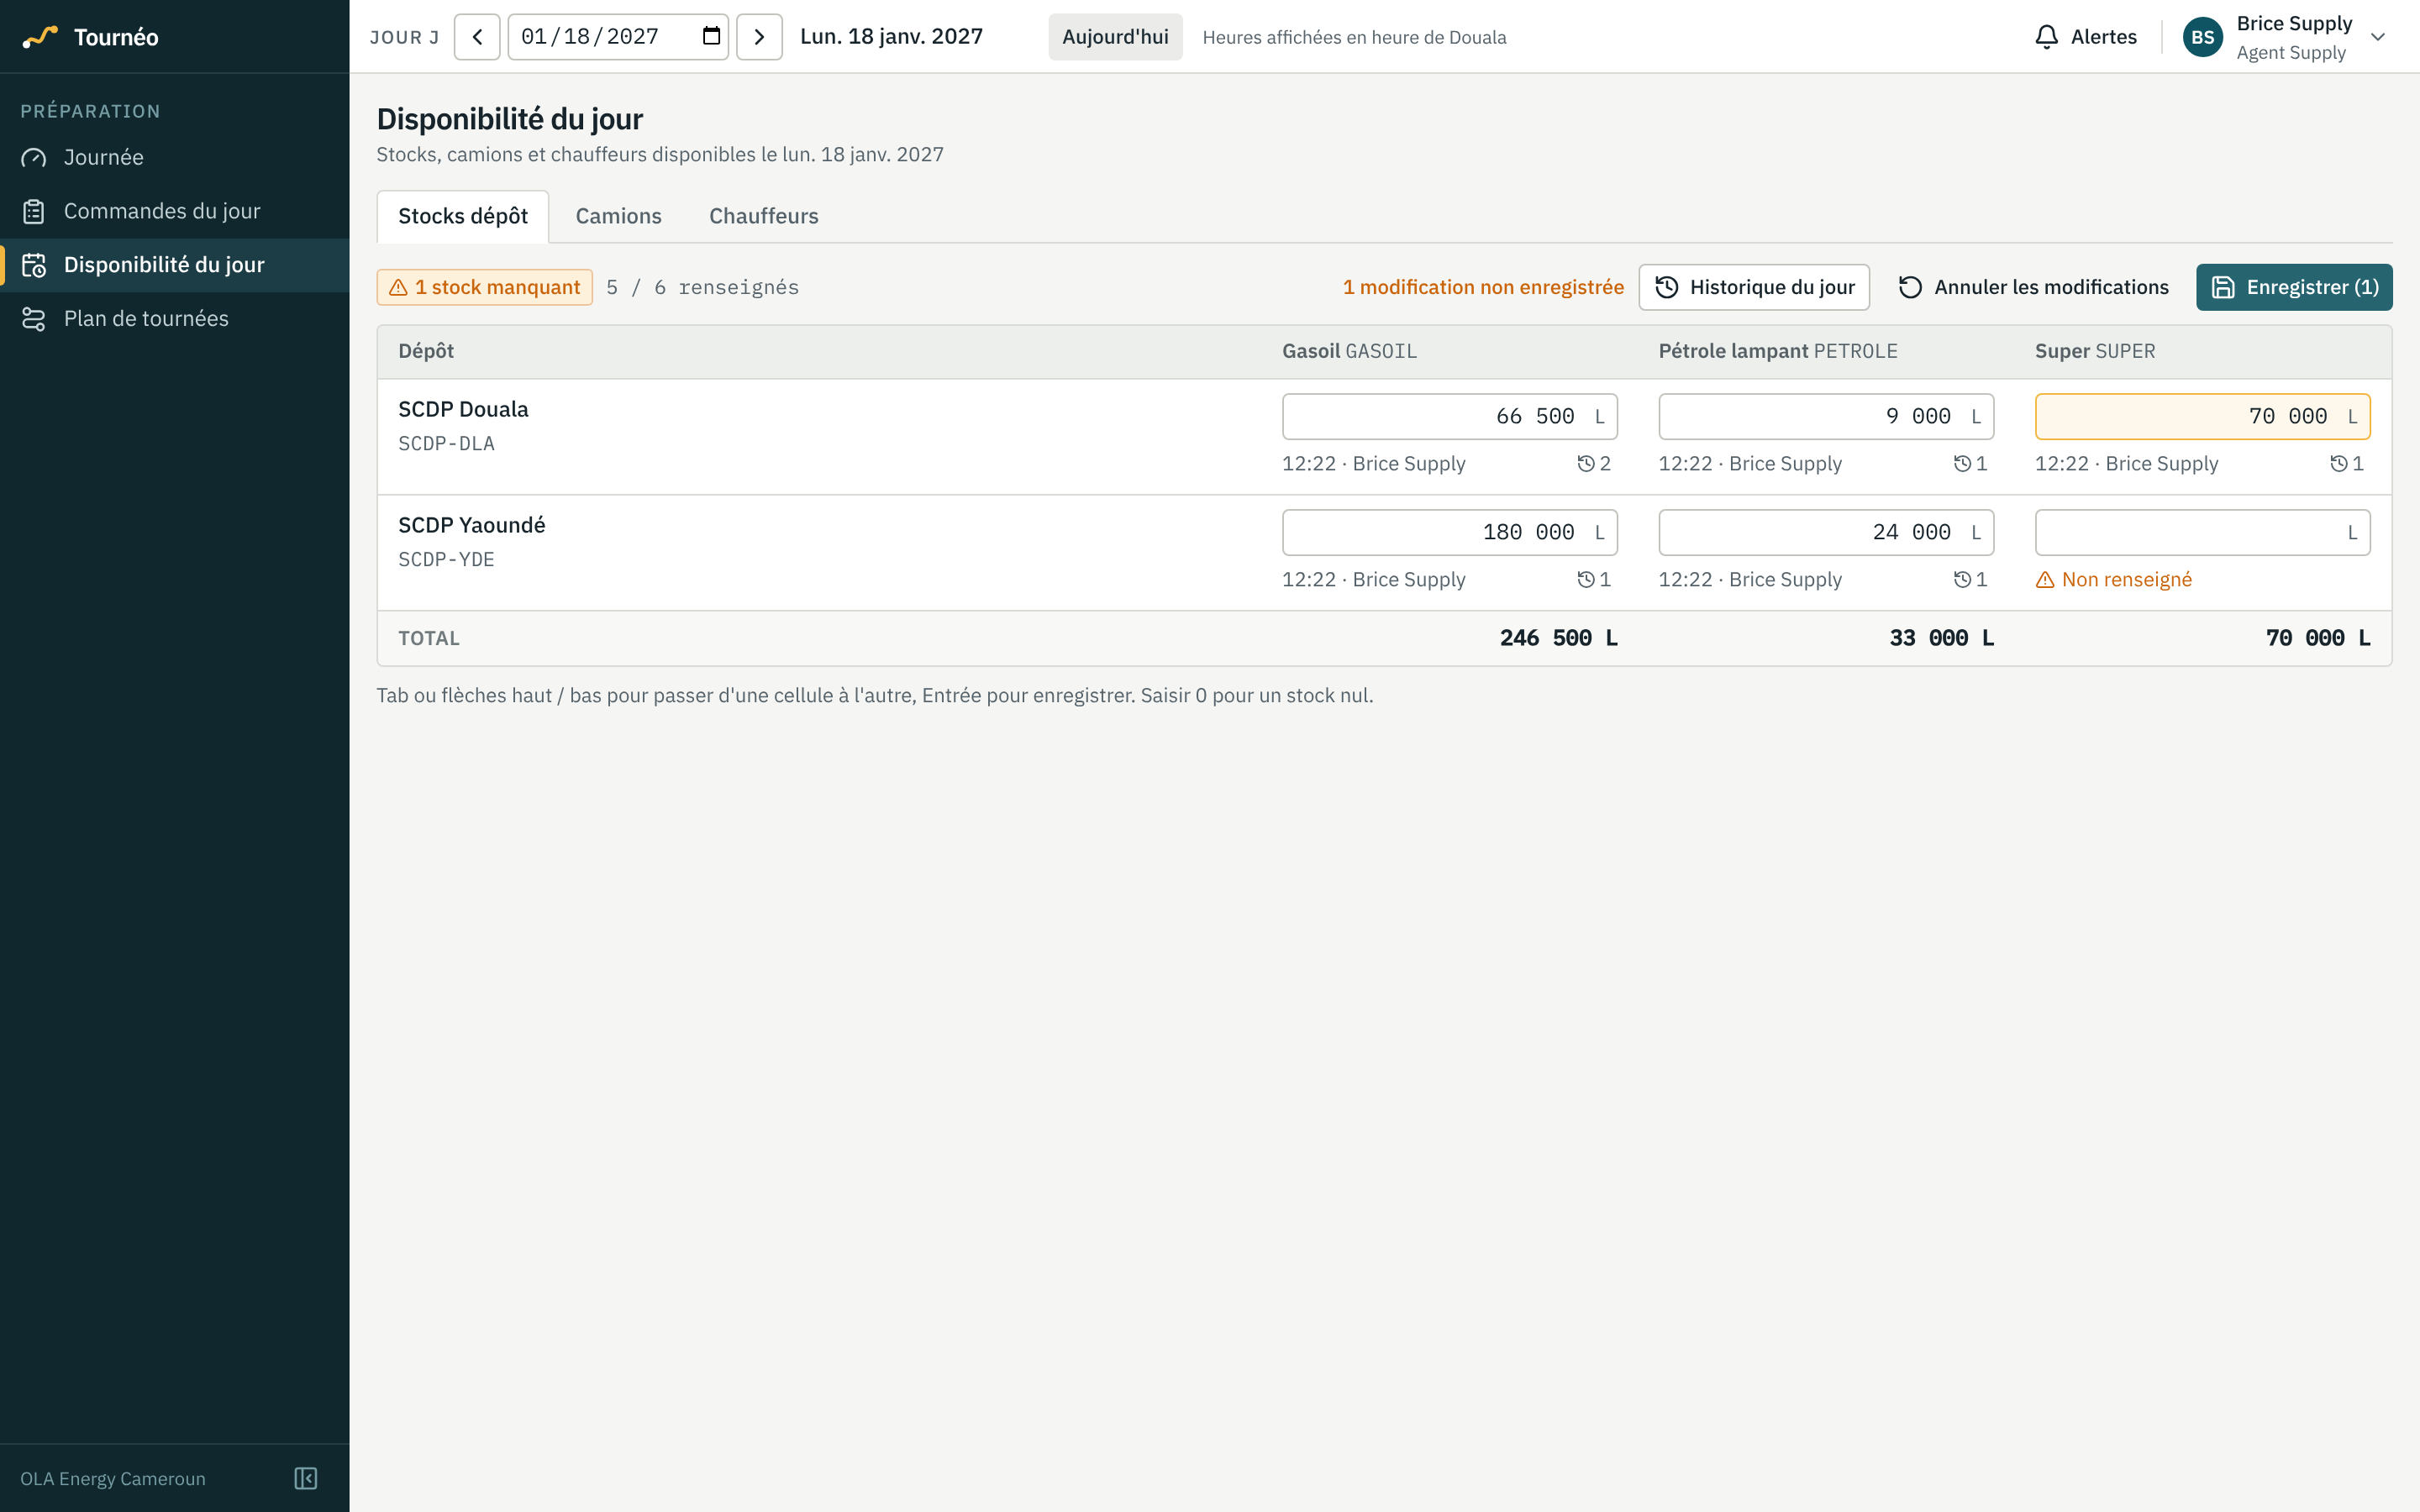 Tournéo
JOUR J
01/18/2027
Lun. 18 janv. 2027
Aujourd'hui
Heures affichées en heure de Douala
Alertes
BS
Brice Supply
Agent Supply
PRÉPARATION
Journée
Commandes du jour
Disponibilité du jour
Plan de tournées
OLA Energy Cameroun
Disponibilité du jour
Stocks, camions et chauffeurs disponibles le lun. 18 janv. 2027
Stocks dépôt
Camions
Chauffeurs
1 stock manquant
5 / 6 renseignés
1 modification non enregistrée
Historique du jour
Annuler les modifications
Enregistrer (1)
Dépôt
Gasoil GASOIL
Pétrole lampant PETROLE
Super SUPER
SCDP Douala
SCDP-DLA
66 500 L
12:22 · Brice Supply
2
9 000 L
12:22 · Brice Supply
1
70 000 L
12:22 · Brice Supply
1
SCDP Yaoundé
SCDP-YDE
180 000 L
12:22 · Brice Supply
1
24 000 L
12:22 · Brice Supply
1
L
Non renseigné
TOTAL
246 500 L
33 000 L
70 000 L
Tab ou flèches haut / bas pour passer d'une cellule à l'autre, Entrée pour enregistrer. Saisir 0 pour un stock nul.